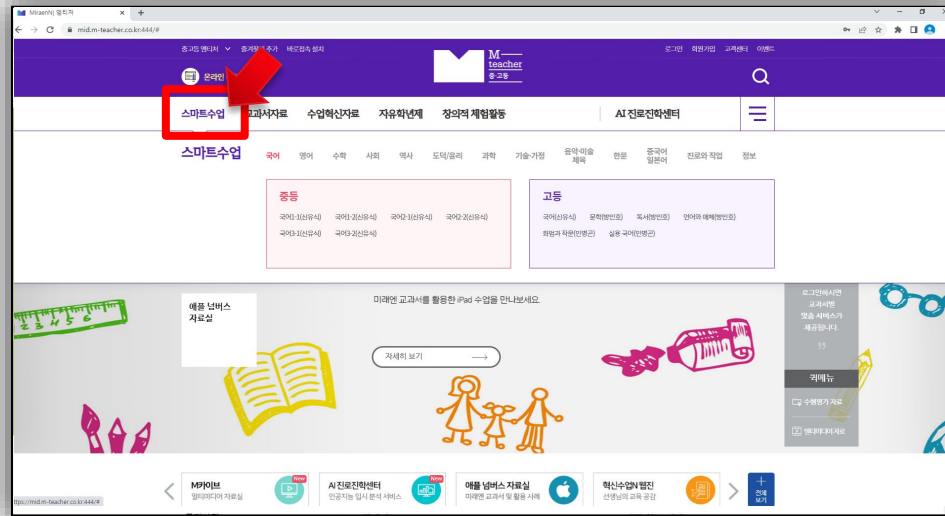 MiraenN| 엠티처
mid.m-teacher.co.kr:444/#
중고등 엠티처
바로접속 설치
로그인 회원가입 고객센터 이벤트
온라인
M
teacher
중·고등
스마트수업 교과서자료 수업혁신자료 자유학년제 창의적 체험활동 AI 진로진학센터
스마트수업 국어 영어 수학 사회 역사 도덕/윤리 과학 기술·가정 음악·미술 체육 한문 중국어 일본어 진로와 직업 정보
중등
국어1-1(신유식) 국어1-2(신유식) 국어2-1(신유식) 국어2-2(신유식)
국어3-1(신유식) 국어3-2(신유식)
고등
국어(신유식) 문학(방민호) 독서(방민호) 언어와 매체(방민호)
화법과 작문(민병곤) 실용 국어(민병곤)
애플 넘버스
자료실
미래엔 교과서를 활용한 iPad 수업을 만나보세요.
자세히 보기
2 3 4 5 6
로그인하시면
교과서별
맞춤 서비스가
제공됩니다.
퀵메뉴
수행평가 자료
멀티미디어 자료
M카이브
멀티미디어 자료실
New
AI 진로진학센터
인공지능 입시 분석 서비스
New
애플 넘버스 자료실
미래엔 교과서 및 활용 사례
혁신수업N 웹진
선생님의 교육 공감
전체
보기
ttps://mid.m-teacher.co.kr:444/#